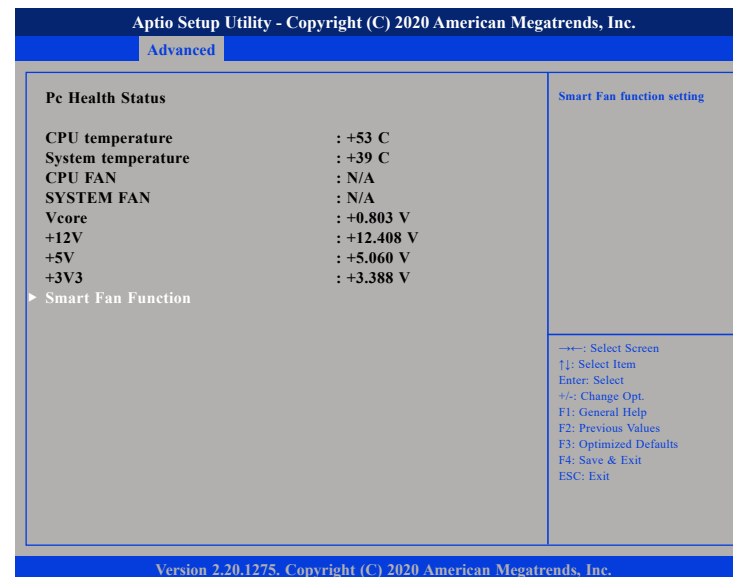 Aptio Setup Utility - Copyright (C) 2020 American Megatrends, Inc.
Advanced
Pc Health Status
CPU temperature : +53 C
System temperature : +39 C
CPU FAN : N/A
SYSTEM FAN : N/A
Vcore : +0.803 V
+12V : +12.408 V
+5V : +5.060 V
+3V3 : +3.388 V
▶ Smart Fan Function
Smart Fan function setting
→←: Select Screen
↑↓: Select Item
Enter: Select
+/-: Change Opt.
F1: General Help
F2: Previous Values
F3: Optimized Defaults
F4: Save & Exit
ESC: Exit
Version 2.20.1275. Copyright (C) 2020 American Megatrends, Inc.